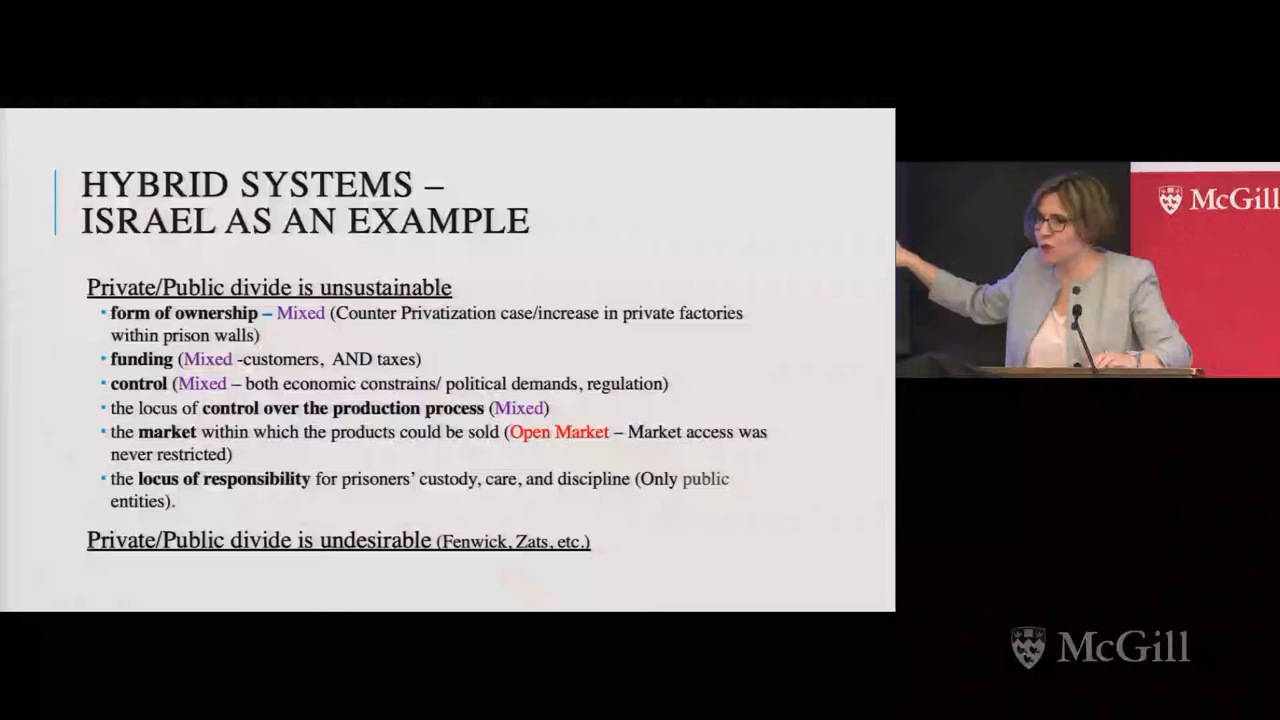 HYBRID SYSTEMS –
ISRAEL AS AN EXAMPLE
Private/Public divide is unsustainable
• form of ownership – Mixed (Counter Privatization case/increase in private factories
within prison walls)
• funding (Mixed -customers, AND taxes)
• control (Mixed – both economic constrains/ political demands, regulation)
• the locus of control over the production process (Mixed)
• the market within which the products could be sold (Open Market – Market access was
never restricted)
• the locus of responsibility for prisoners' custody, care, and discipline (Only public
entities).
Private/Public divide is undesirable (Fenwick, Zats, etc.)
McGill
McGill